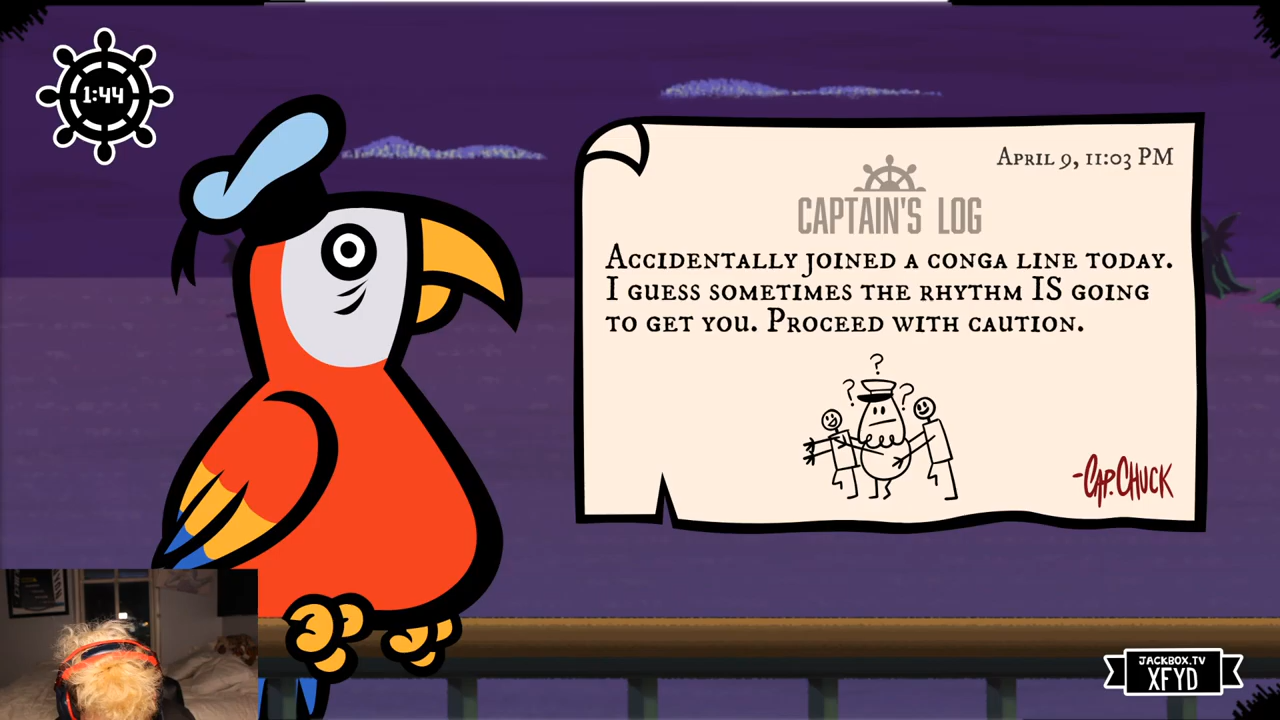 1:44
April 9, 11:03 PM
CAPTAIN'S LOG
Accidentally joined a conga line today.
I guess sometimes the rhythm IS going
to get you. Proceed with caution.
? ? ?
-CAP. CHUCK
JACKBOX.TV
XFYD